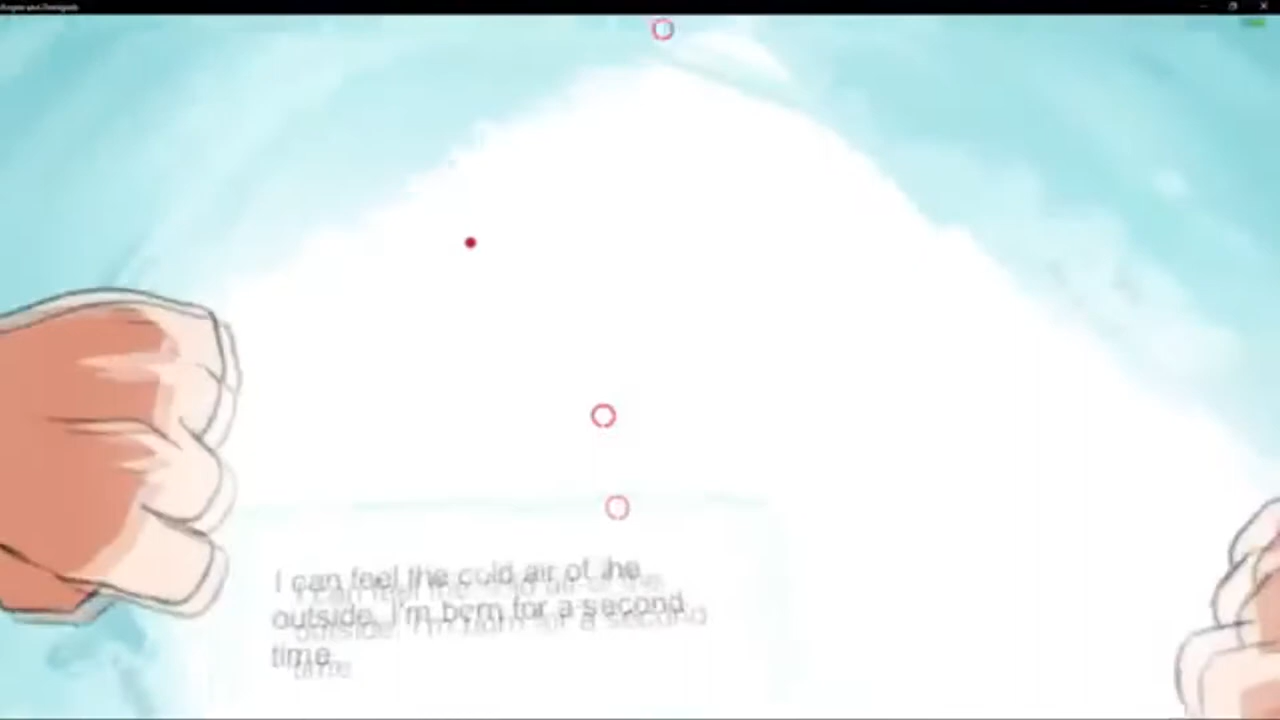 I can feel the cold air of the
outside. I'm born for a second
time